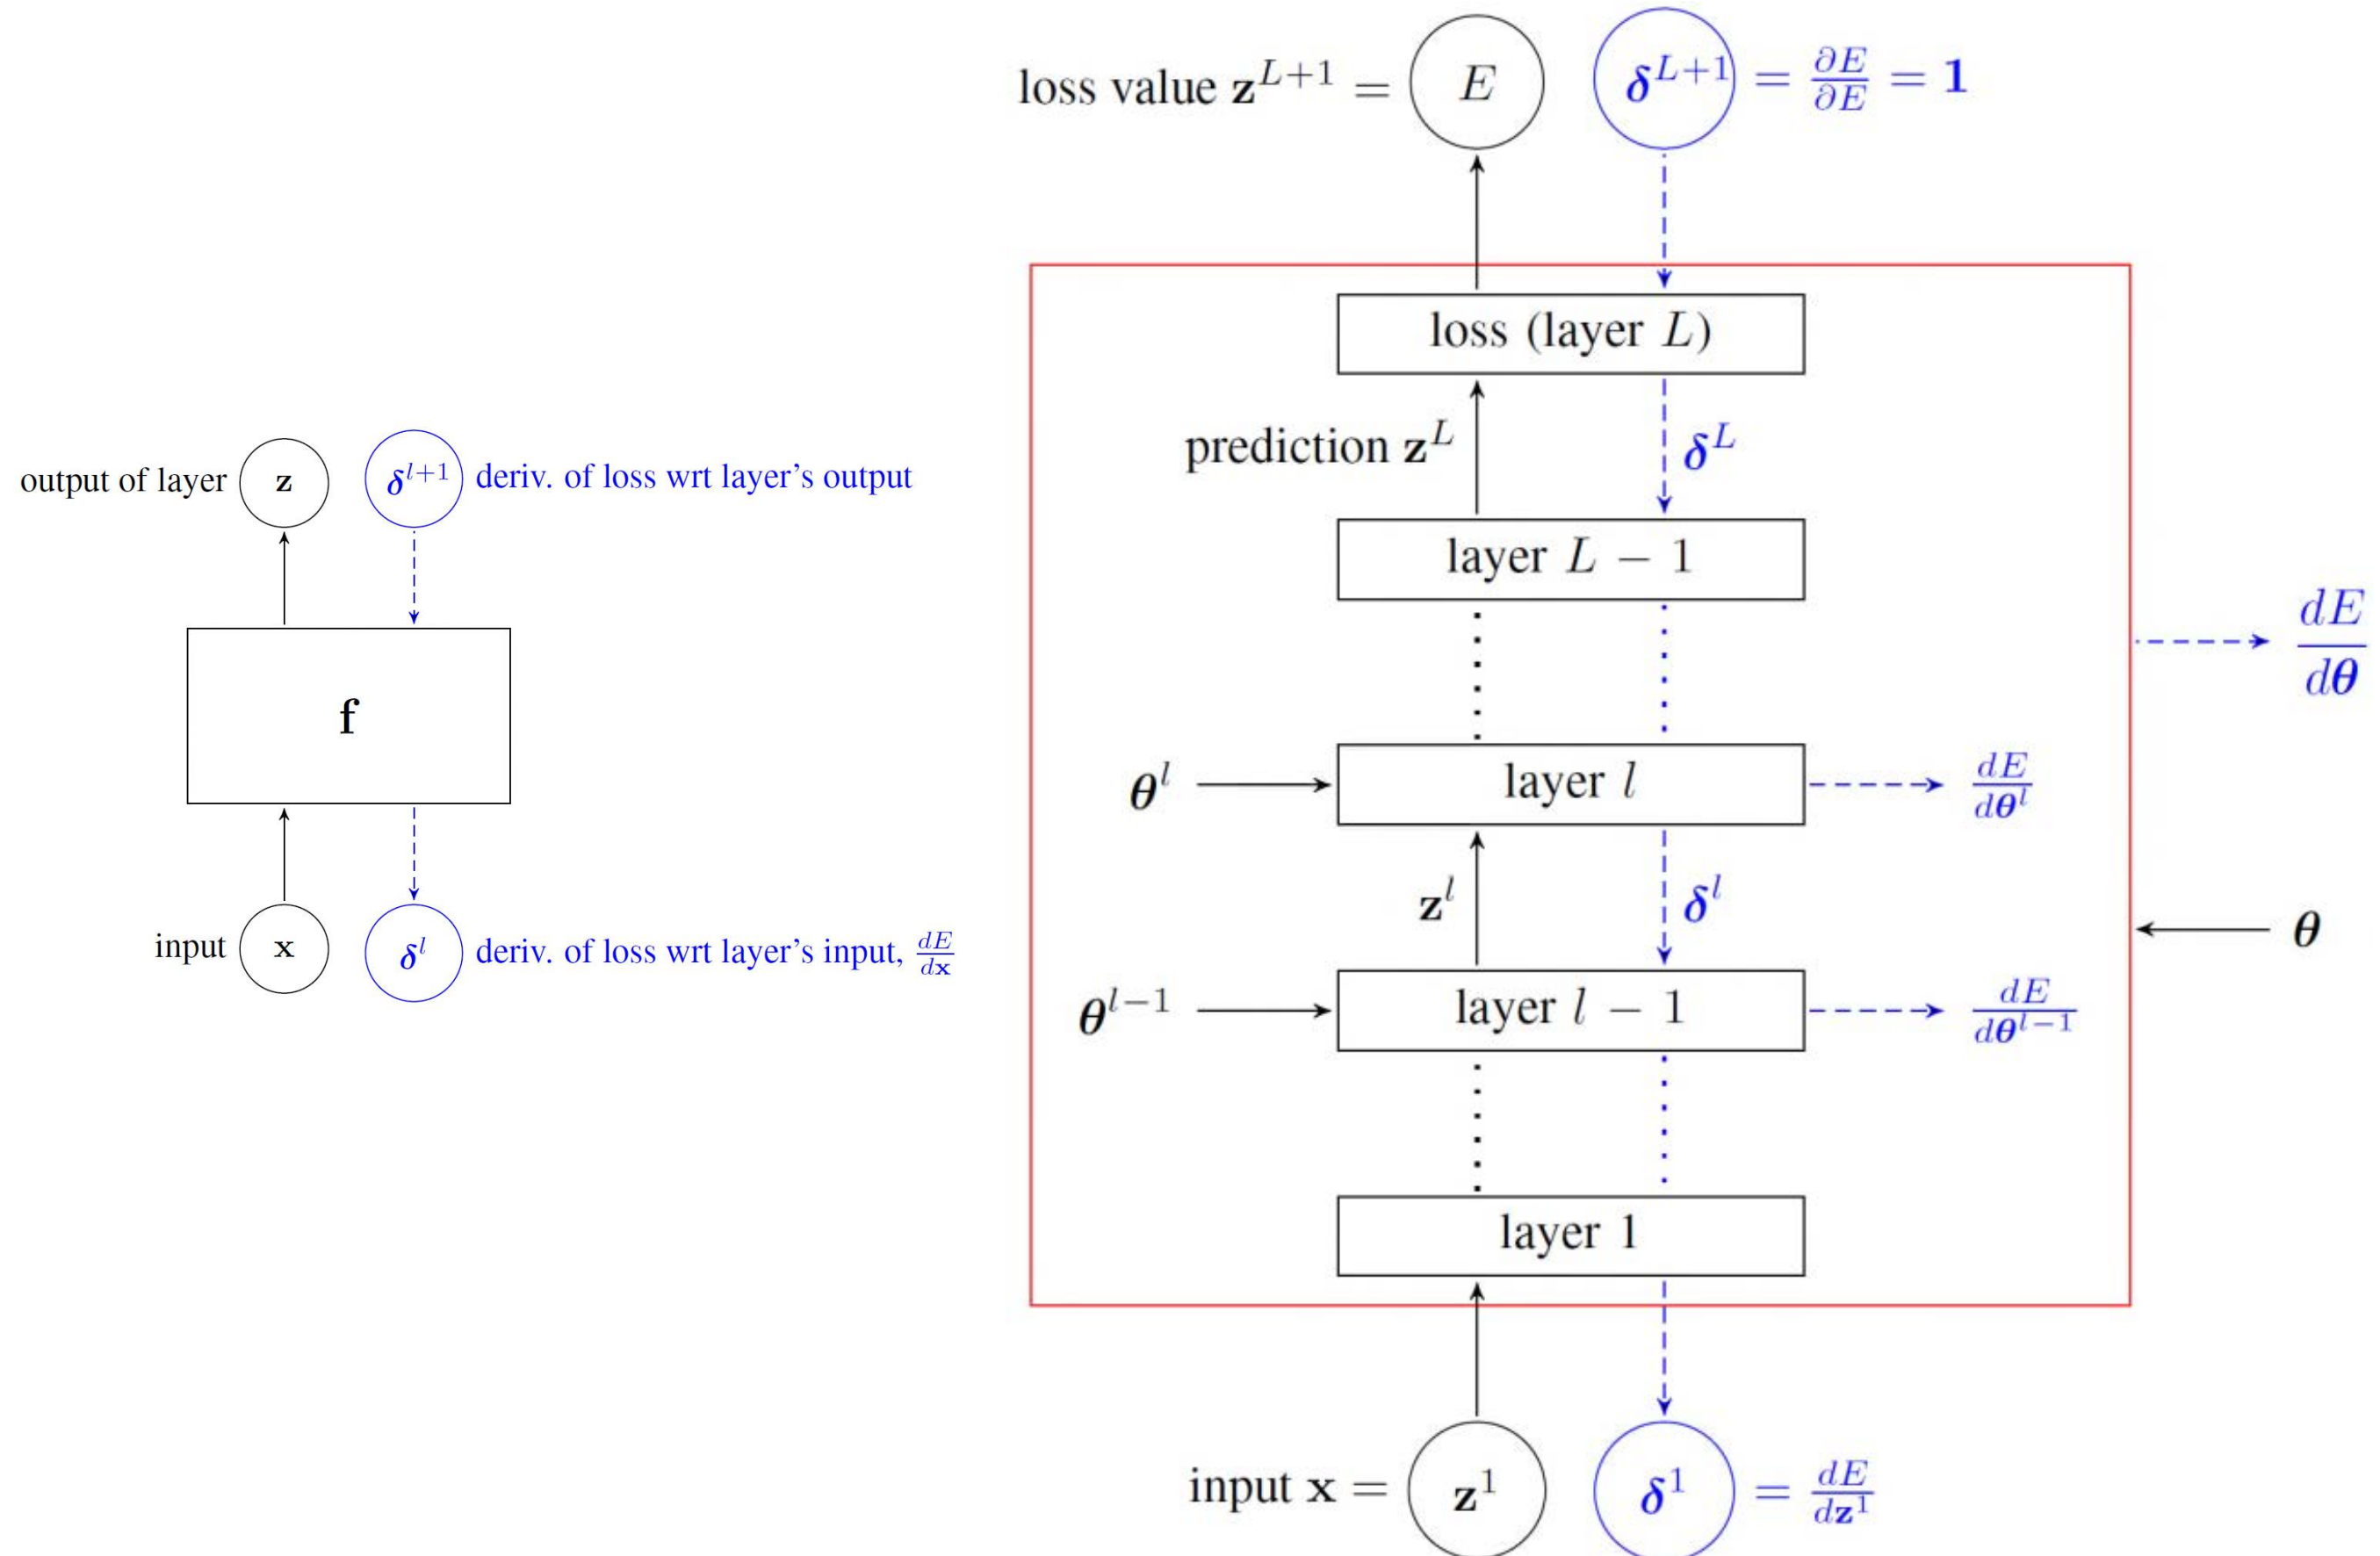 output of layer z δ^{l+1} deriv. of loss wrt layer's output
f
input x δ^l deriv. of loss wrt layer's input, dE/dx
loss value z^{L+1} = E δ^{L+1} = ∂E/∂E = 1
loss (layer L)
prediction z^L δ^L
layer L − 1
dE/dθ
θ^l layer l dE/dθ^l
z^l δ^l
θ
θ^{l−1} layer l − 1 dE/dθ^{l−1}
layer 1
input x = z^1 δ^1 = dE/dz^1